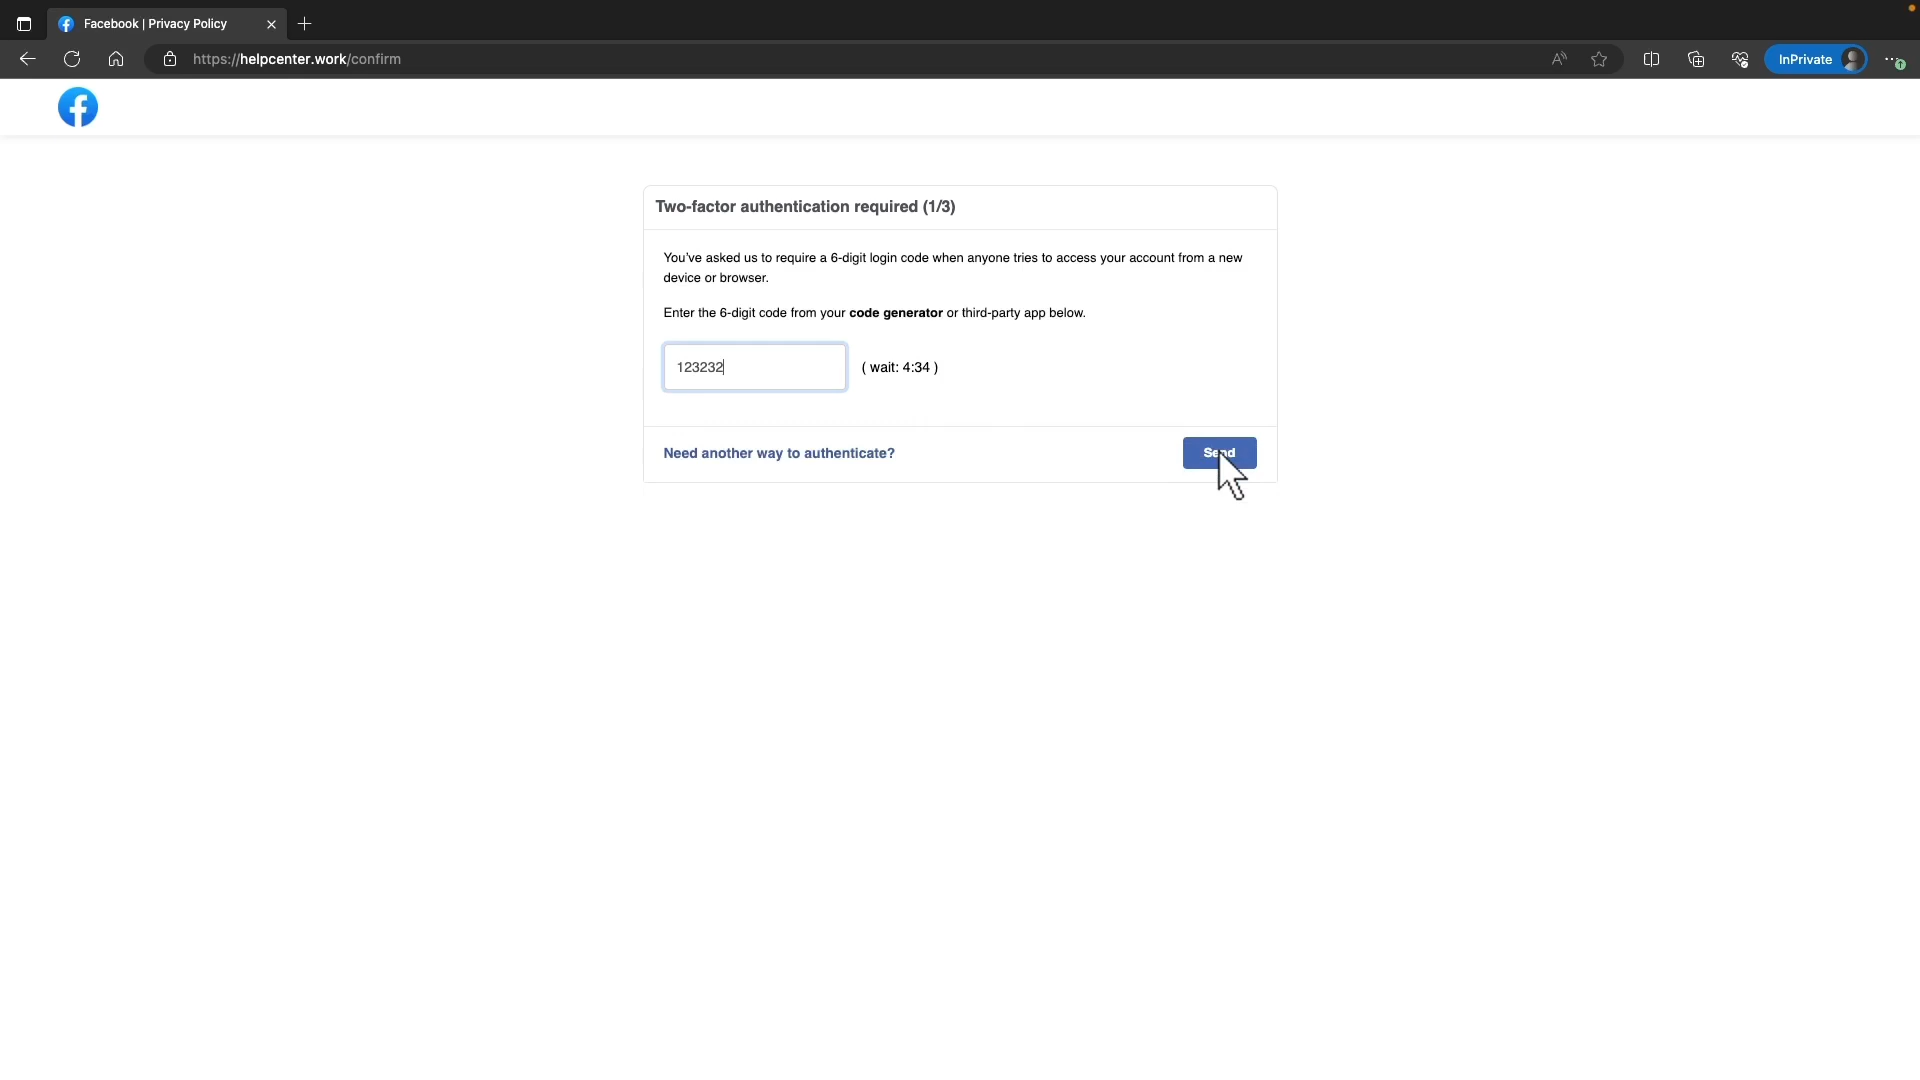 Facebook | Privacy Policy
https://helpcenter.work/confirm
InPrivate
Two-factor authentication required (1/3)
You've asked us to require a 6-digit login code when anyone tries to access your account from a new
device or browser.
Enter the 6-digit code from your code generator or third-party app below.
123232
( wait: 4:34 )
Need another way to authenticate?
Send